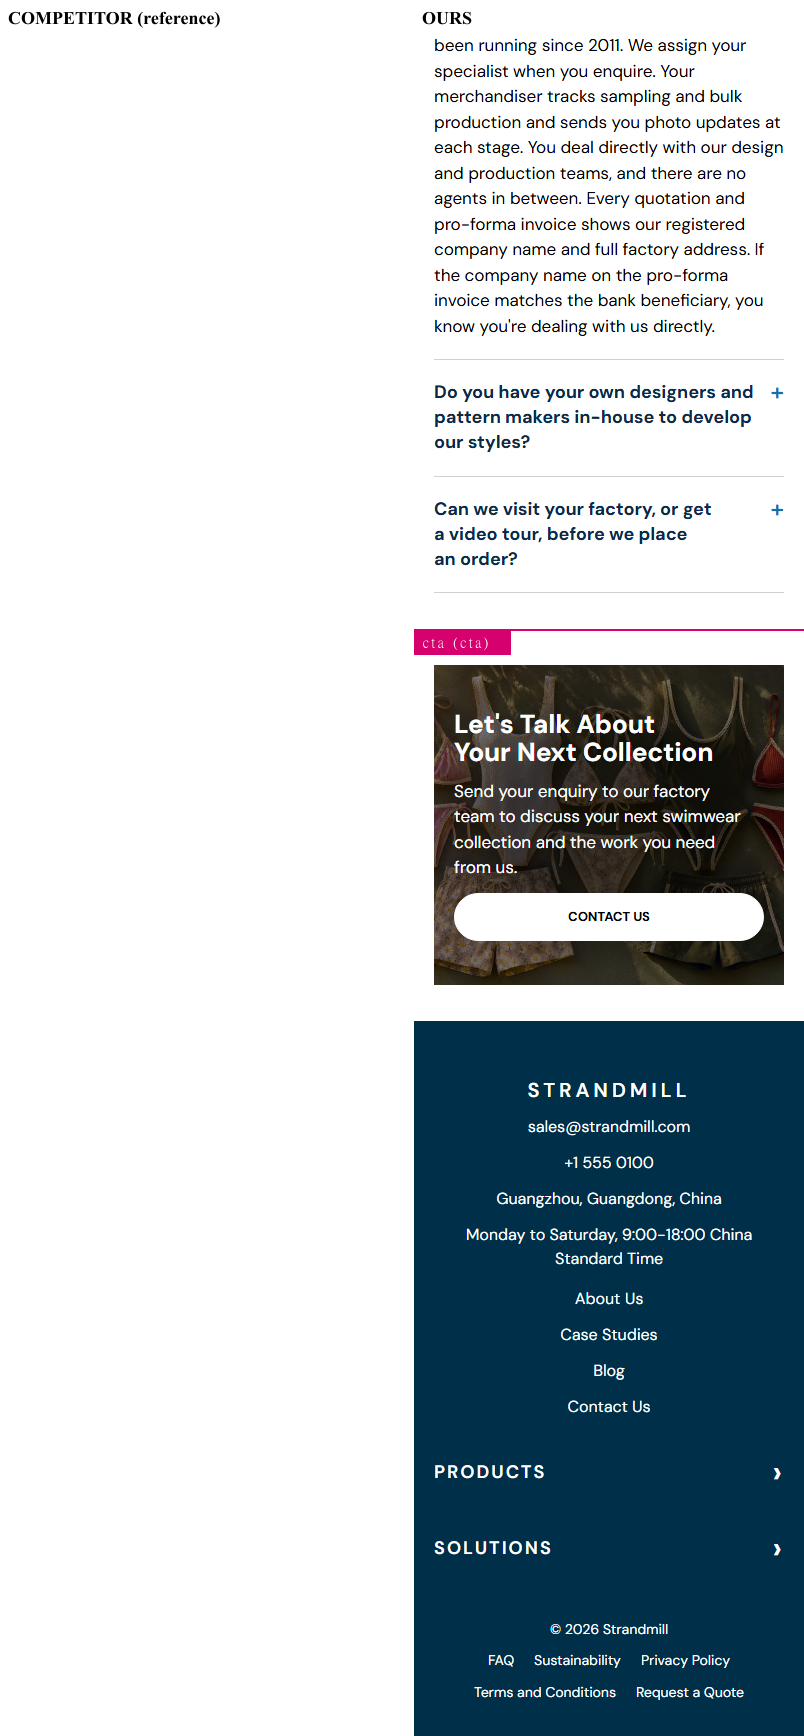 COMPETITOR (reference)
OURS
been running since 2011. We assign your
specialist when you enquire. Your
merchandiser tracks sampling and bulk
production and sends you photo updates at
each stage. You deal directly with our design
and production teams, and there are no
agents in between. Every quotation and
pro-forma invoice shows our registered
company name and full factory address. If
the company name on the pro-forma
invoice matches the bank beneficiary, you
know you're dealing with us directly.
Do you have your own designers and
pattern makers in-house to develop
our styles?
+
Can we visit your factory, or get
a video tour, before we place
an order?
+
cta (cta)
Let's Talk About
Your Next Collection
Send your enquiry to our factory
team to discuss your next swimwear
collection and the work you need
from us.
CONTACT US
STRANDMILL
sales@strandmill.com
+1 555 0100
Guangzhou, Guangdong, China
Monday to Saturday, 9:00-18:00 China
Standard Time
About Us
Case Studies
Blog
Contact Us
PRODUCTS
SOLUTIONS
© 2026 Strandmill
FAQ Sustainability Privacy Policy
Terms and Conditions Request a Quote